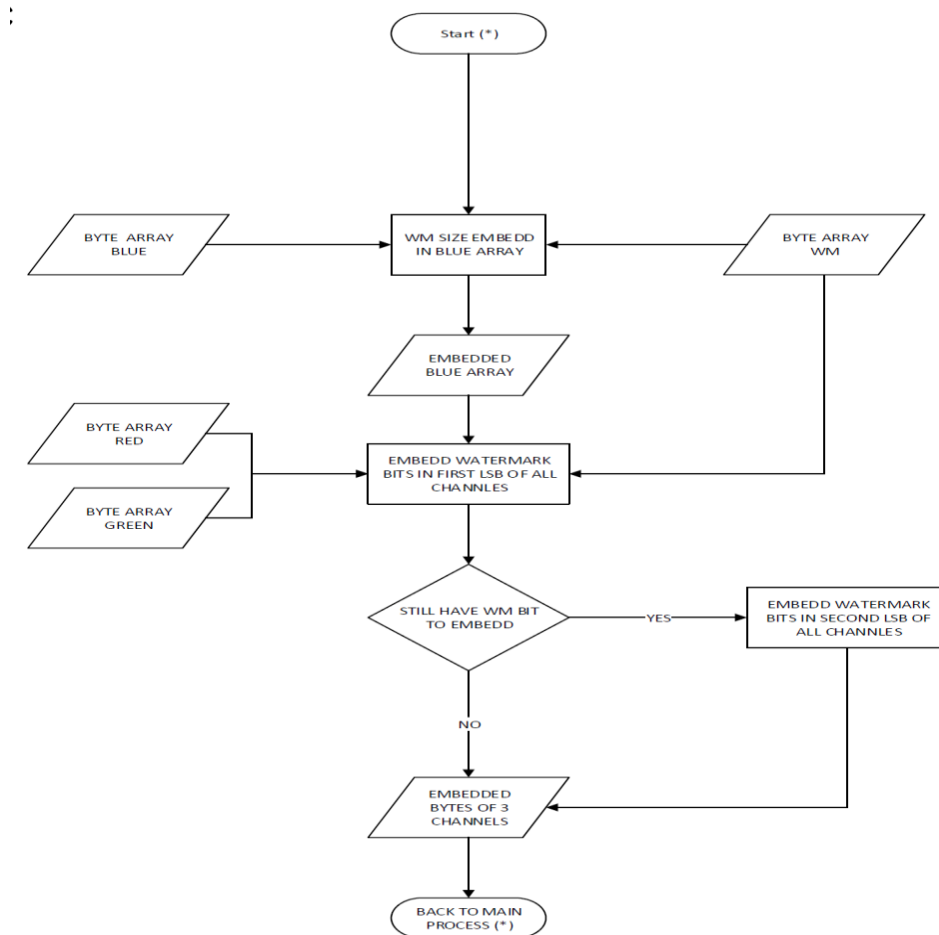 :
Start (*)
BYTE ARRAY
BLUE
WM SIZE EMBEDD
IN BLUE ARRAY
BYTE ARRAY
WM
EMBEDDED
BLUE ARRAY
BYTE ARRAY
RED
EMBEDD WATERMARK
BITS IN FIRST LSB OF ALL
CHANNLES
BYTE ARRAY
GREEN
STILL HAVE WM BIT
TO EMBEDD
YES
EMBEDD WATERMARK
BITS IN SECOND LSB OF
ALL CHANNLES
NO
EMBEDDED
BYTES OF 3
CHANNELS
BACK TO MAIN
PROCESS (*)